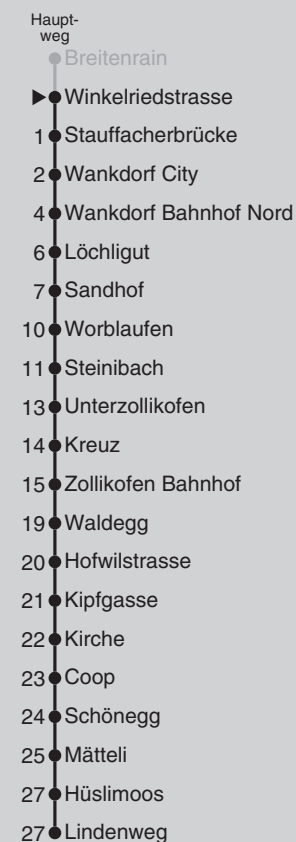 Haupt-
weg
Breitenrain
Winkelriedstrasse
1 Stauffacherbrücke
2 Wankdorf City
4 Wankdorf Bahnhof Nord
6 Löchligut
7 Sandhof
10 Worblaufen
11 Steinibach
13 Unterzollikofen
14 Kreuz
15 Zollikofen Bahnhof
19 Waldegg
20 Hofwilstrasse
21 Kipfgasse
22 Kirche
23 Coop
24 Schönegg
25 Mätteli
27 Hüslimoos
27 Lindenweg